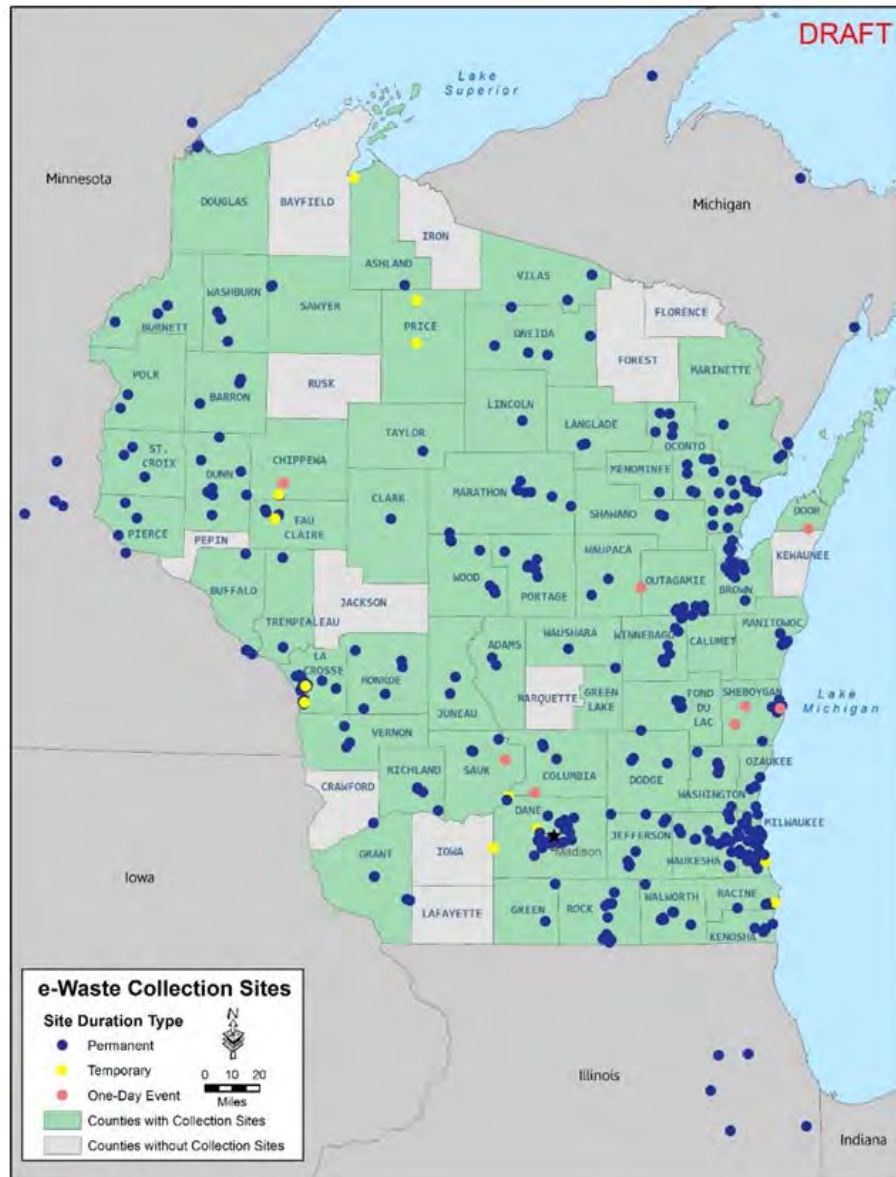 DRAFT
Lake
Superior
Minnesota
Michigan
DOUGLAS
BAYFIELD
IRON
ASHLAND
VILAS
WASHBURN
SAWYER
BURNETT
PRICE
ONEIDA
FLORENCE
FOREST
MARINETTE
POLK
RUSK
BARRON
LINCOLN
LANGLADE
TAYLOR
OCONTO
ST.
CROIX
CHIPPEWA
MENOMINEE
DUNN
MARATHON
CLARK
SHAWANO
DOOR
PIERCE
EAU
CLAIRE
PEPIN
KEWAUNEE
WAUPACA
OUTAGAMIE
BROWN
WOOD
PORTAGE
BUFFALO
JACKSON
TREMPEALEAU
MANITOWOC
WAUSHARA
WINNEBAGO
CALUMET
ADAMS
LA
CROSSE
MONROE
MARQUETTE
GREEN
LAKE
FOND
DU
LAC
SHEBOYGAN
Lake
Michigan
JUNEAU
VERNON
SAUK
COLUMBIA
DODGE
OZAUKEE
RICHLAND
WASHINGTON
CRAWFORD
DANE
MILWAUKEE
JEFFERSON
IOWA
Madison
WAUKESHA
GRANT
Iowa
RACINE
WALWORTH
LAFAYETTE
GREEN
ROCK
KENOSHA
e-Waste Collection Sites
Site Duration Type
N
Permanent
Temporary
0 10 20
One-Day Event
Miles
Counties with Collection Sites
Counties without Collection Sites
Illinois
Indiana